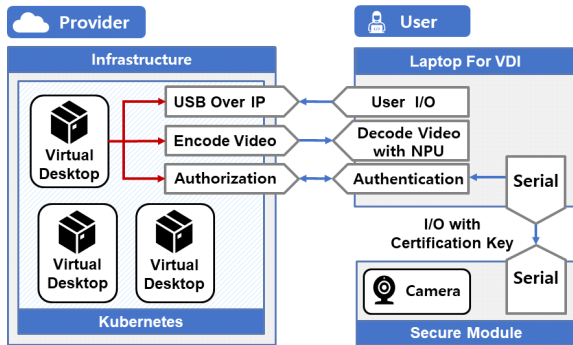 Provider
User
Infrastructure
Laptop For VDI
USB Over IP
User I/O
Virtual
Desktop
Encode Video
Decode Video
with NPU
Authorization
Authentication
Serial
I/O with
Certification Key
Virtual
Desktop
Virtual
Desktop
Camera
Serial
Kubernetes
Secure Module